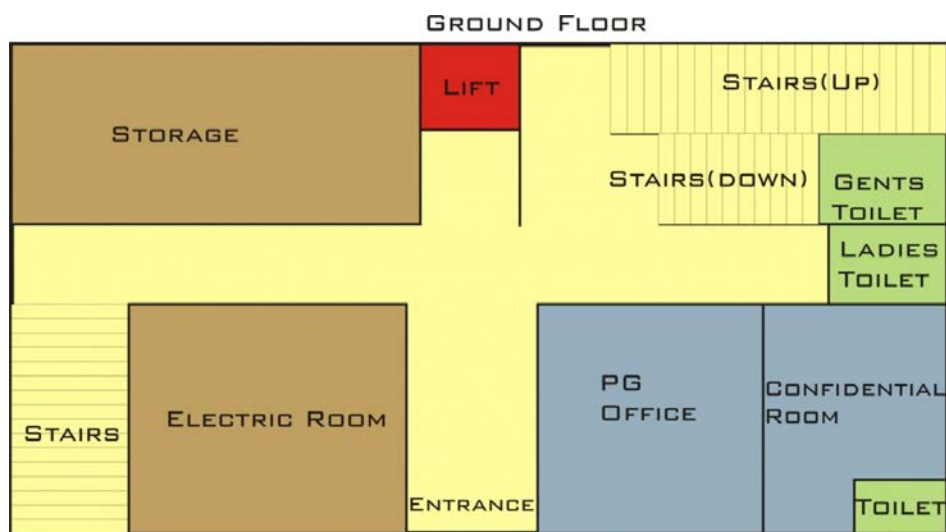 GROUND FLOOR
LIFT
STAIRS(UP)
STORAGE
STAIRS(DOWN)
GENTS
TOILET
LADIES
TOILET
PG
OFFICE
CONFIDENTIAL
ROOM
ELECTRIC ROOM
STAIRS
ENTRANCE
TOILET